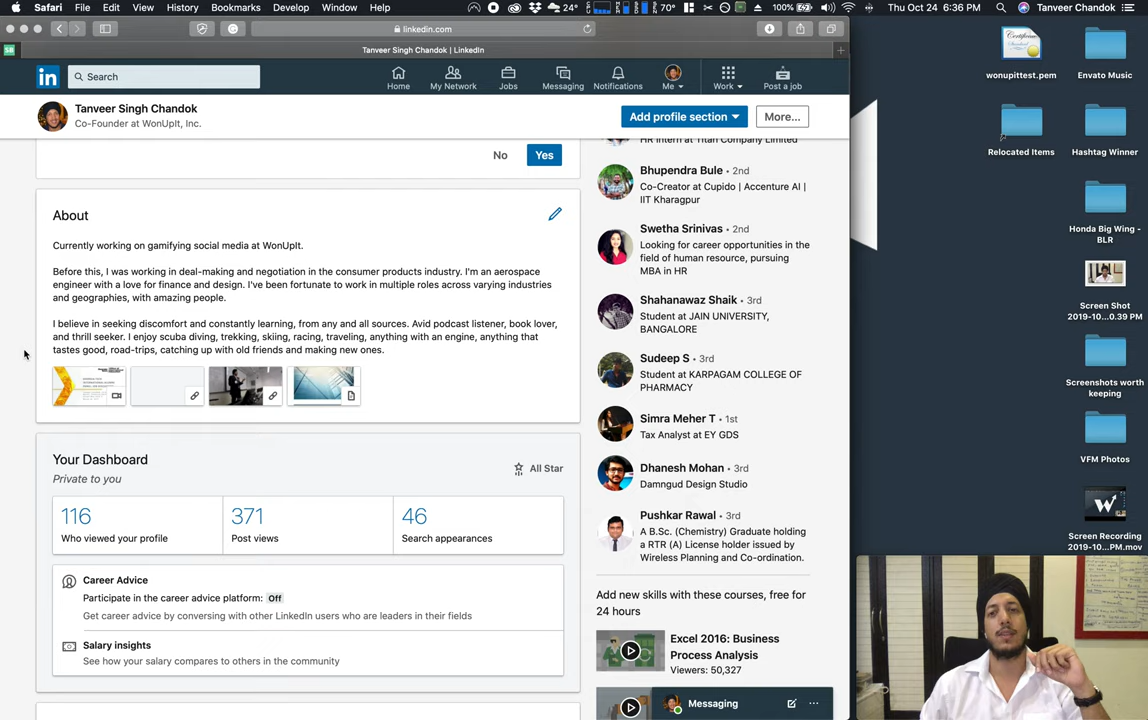 Safari File Edit View History Bookmarks Develop Window Help
24° 70° 100% Thu Oct 24 6:36 PM Tanveer Chandok
linkedin.com
SB
Tanveer Singh Chandok | LinkedIn
in Search Home My Network Jobs Messaging Notifications Me Work Post a job
Tanveer Singh Chandok
Co-Founder at WonUpIt, Inc.
Add profile section More...
No Yes
About
Currently working on gamifying social media at WonUpIt.
Before this, I was working in deal-making and negotiation in the consumer products industry. I'm an aerospace
engineer with a love for finance and design. I've been fortunate to work in multiple roles across varying industries
and geographies, with amazing people.
I believe in seeking discomfort and constantly learning, from any and all sources. Avid podcast listener, book lover,
and thrill seeker. I enjoy scuba diving, trekking, skiing, racing, traveling, anything with an engine, anything that
tastes good, road-trips, catching up with old friends and making new ones.
Your Dashboard
Private to you
All Star
116
Who viewed your profile
371
Post views
46
Search appearances
Career Advice
Participate in the career advice platform: Off
Get career advice by conversing with other LinkedIn users who are leaders in their fields
Salary insights
See how your salary compares to others in the community
HR Intern at Titan Company Limited
Bhupendra Bule • 2nd
Co-Creator at Cupido | Accenture AI |
IIT Kharagpur
Swetha Srinivas • 2nd
Looking for career opportunities in the
field of human resource, pursuing
MBA in HR
Shahanawaz Shaik • 3rd
Student at JAIN UNIVERSITY,
BANGALORE
Sudeep S • 3rd
Student at KARPAGAM COLLEGE OF
PHARMACY
Simra Meher T • 1st
Tax Analyst at EY GDS
Dhanesh Mohan • 3rd
Damngud Design Studio
Pushkar Rawal • 3rd
A B.Sc. (Chemistry) Graduate holding
a RTR (A) License holder issued by
Wireless Planning and Co-ordination.
Add new skills with these courses, free for
24 hours
Excel 2016: Business
Process Analysis
Viewers: 50,327
Messaging
wonupittest.pem
Envato Music
Relocated Items
Hashtag Winner
Honda Big Wing -
BLR
Screen Shot
2019-10...0.39 PM
Screenshots worth
keeping
VFM Photos
Screen Recording
2019-10...PM.mov